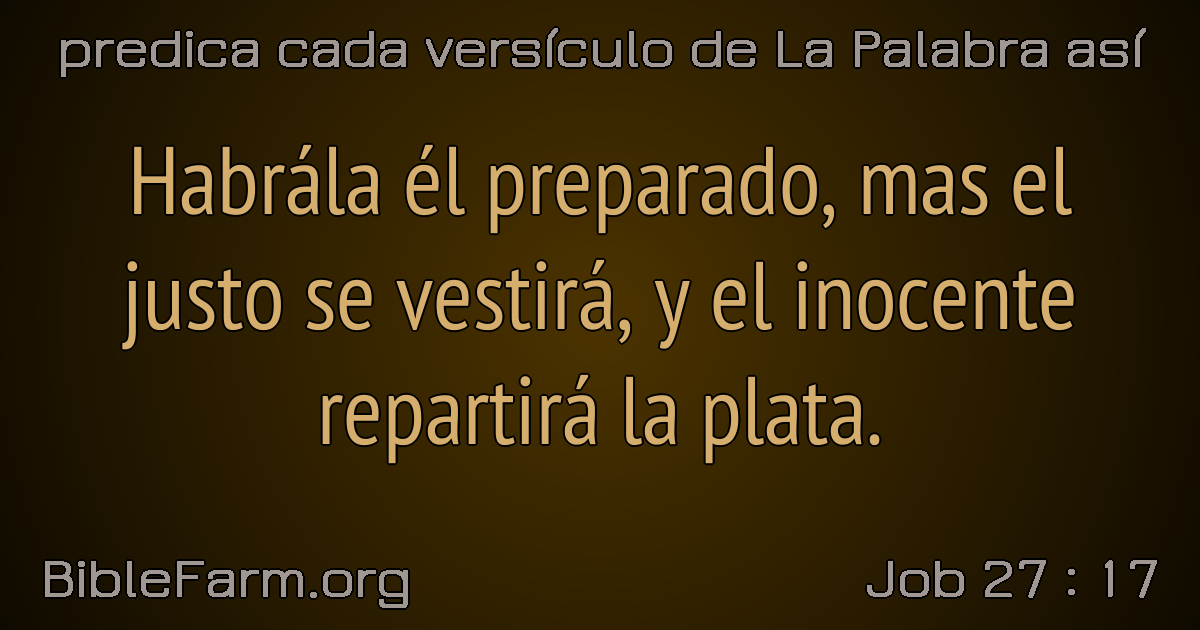 predica cada versículo de La Palabra así
Habrála él preparado, mas el
justo se vestirá, y el inocente
repartirá la plata.
BibleFarm.org
Job 27 : 17